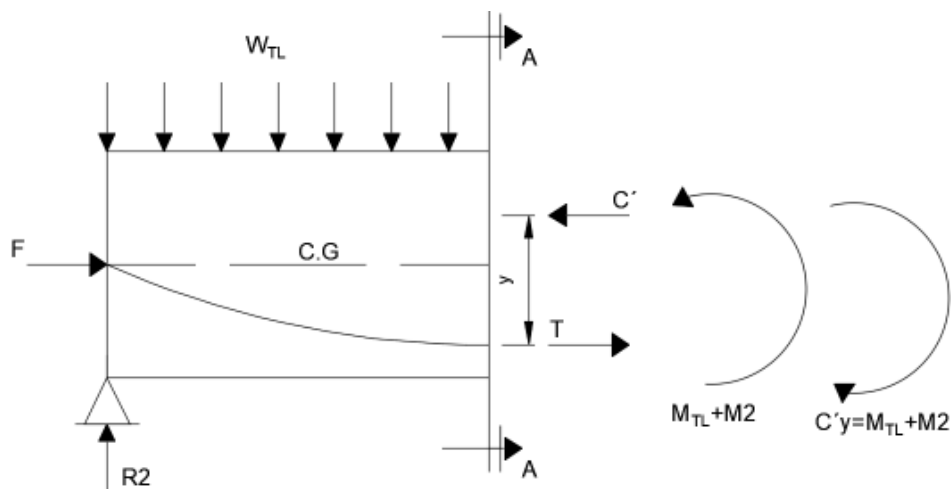 W_TL
A
C´
F
C.G
y
T
M_TL+M2
C´y=M_TL+M2
A
R2